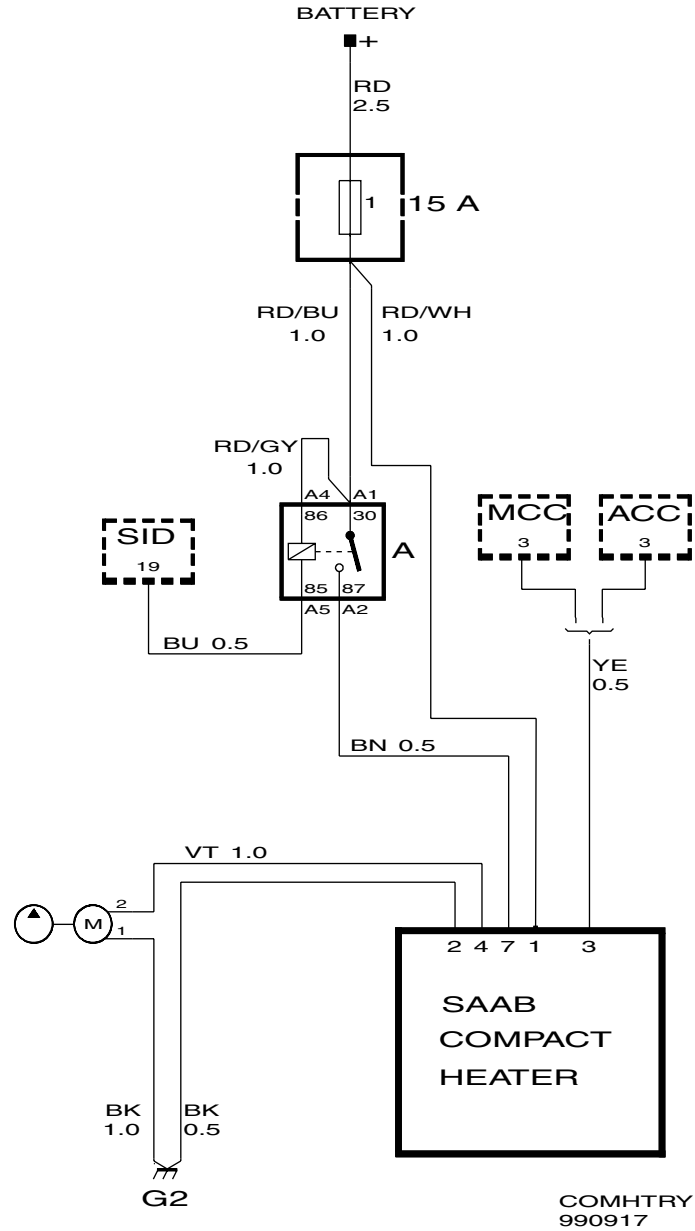 BATTERY
+
RD
2.5
1
15 A
RD/BU
1.0
RD/WH
1.0
RD/GY
1.0
A4
A1
86
30
SID
19
A
MCC
3
ACC
3
85
87
A5
A2
BU 0.5
YE
0.5
BN 0.5
VT 1.0
2
M
1
2 4 7 1 3
SAAB
COMPACT
HEATER
BK
1.0
BK
0.5
G2
COMHTRY
990917